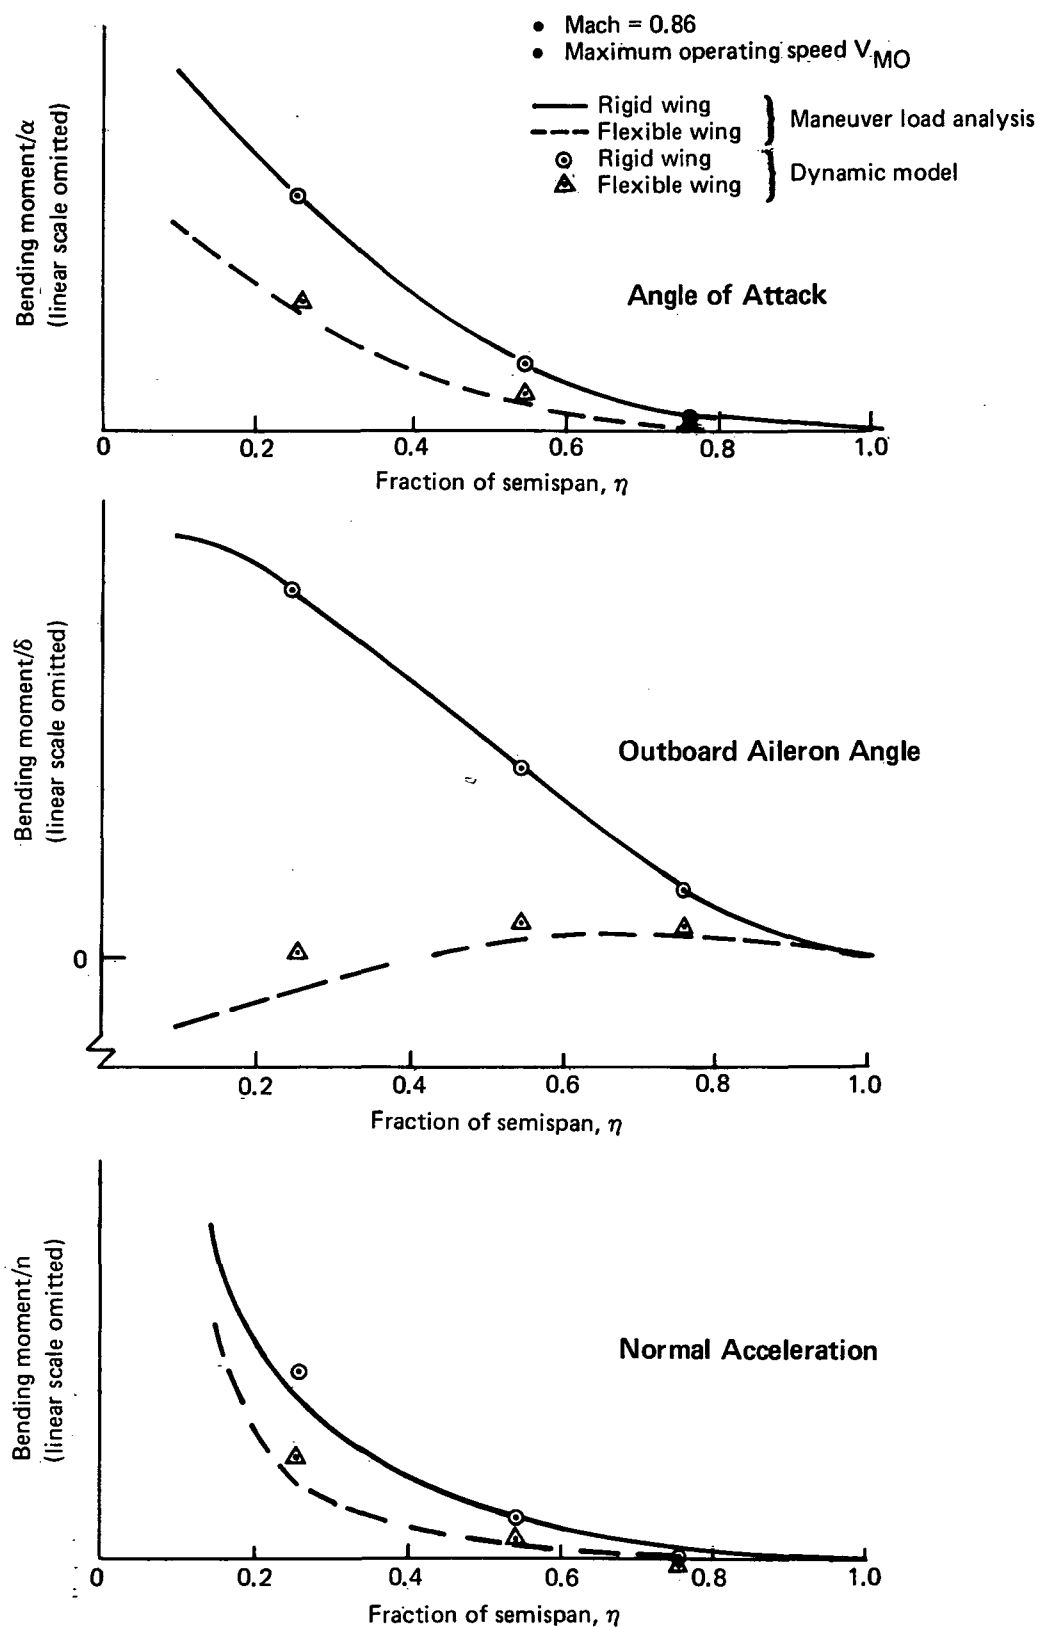 • Mach = 0.86
• Maximum operating speed VMO
Rigid wing
Flexible wing
Maneuver load analysis
Rigid wing
Flexible wing
Dynamic model
Bending moment/α
(linear scale omitted)
Angle of Attack
0 0.2 0.4 0.6 0.8 1.0
Fraction of semispan, η
Bending moment/δ
(linear scale omitted)
Outboard Aileron Angle
0
0.2 0.4 0.6 0.8 1.0
Fraction of semispan, η
Bending moment/n
(linear scale omitted)
Normal Acceleration
0 0.2 0.4 0.6 0.8 1.0
Fraction of semispan, η